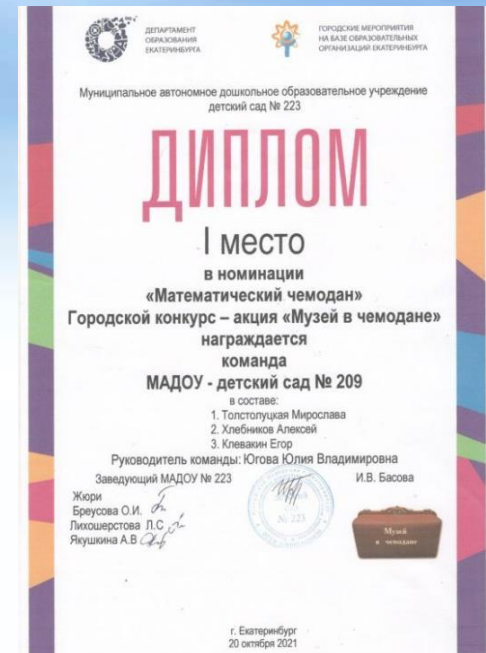 ДЕПАРТАМЕНТ
ОБРАЗОВАНИЯ
ЕКАТЕРИНБУРГА
ГОРОДСКИЕ МЕРОПРИЯТИЯ
НА БАЗЕ ОБРАЗОВАТЕЛЬНЫХ
ОРГАНИЗАЦИЙ ЕКАТЕРИНБУРГА
Муниципальное автономное дошкольное образовательное учреждение
детский сад № 223
ДИПЛОМ
I место
в номинации
«Математический чемодан»
Городской конкурс – акция «Музей в чемодане»
награждается
команда
МАДОУ - детский сад № 209
в составе:
1. Толстолуцкая Мирослава
2. Хлебников Алексей
3. Клевакин Егор
Руководитель команды: Югова Юлия Владимировна
Заведующий МАДОУ № 223 И.В. Басова
Жюри
Бреусова О.И.
Лихошерстова Л.С
Якушкина А.В
№ 223
Музей
в чемодане
г. Екатеринбург
20 октября 2021